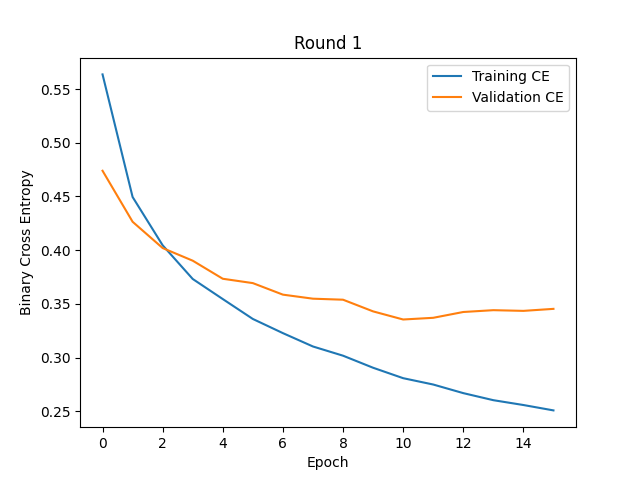 Round 1
Training CE
Validation CE
Binary Cross Entropy
0.55
0.50
0.45
0.40
0.35
0.30
0.25
0 2 4 6 8 10 12 14
Epoch